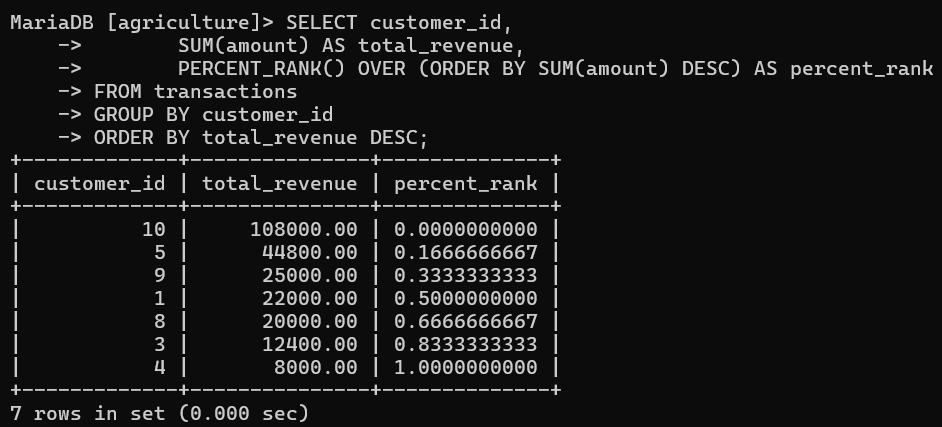 MariaDB [agriculture]> SELECT customer_id,
    ->        SUM(amount) AS total_revenue,
    ->        PERCENT_RANK() OVER (ORDER BY SUM(amount) DESC) AS percent_rank
    -> FROM transactions
    -> GROUP BY customer_id
    -> ORDER BY total_revenue DESC;
+-------------+---------------+--------------+
| customer_id | total_revenue | percent_rank |
+-------------+---------------+--------------+
|          10 |     108000.00 | 0.0000000000 |
|           5 |      44800.00 | 0.1666666667 |
|           9 |      25000.00 | 0.3333333333 |
|           1 |      22000.00 | 0.5000000000 |
|           8 |      20000.00 | 0.6666666667 |
|           3 |      12400.00 | 0.8333333333 |
|           4 |       8000.00 | 1.0000000000 |
+-------------+---------------+--------------+
7 rows in set (0.000 sec)